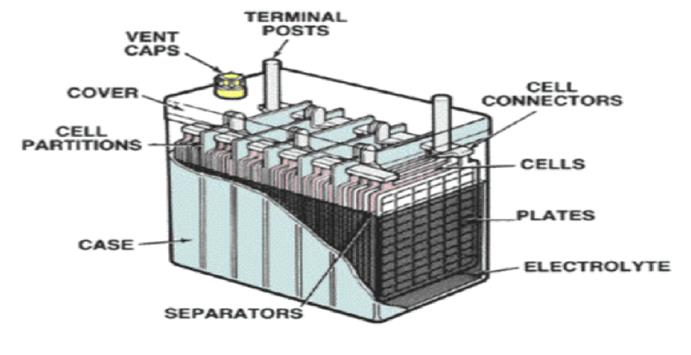 TERMINAL
POSTS
VENT
CAPS
COVER
CELL
CONNECTORS
CELL
PARTITIONS
CELLS
PLATES
CASE
ELECTROLYTE
SEPARATORS